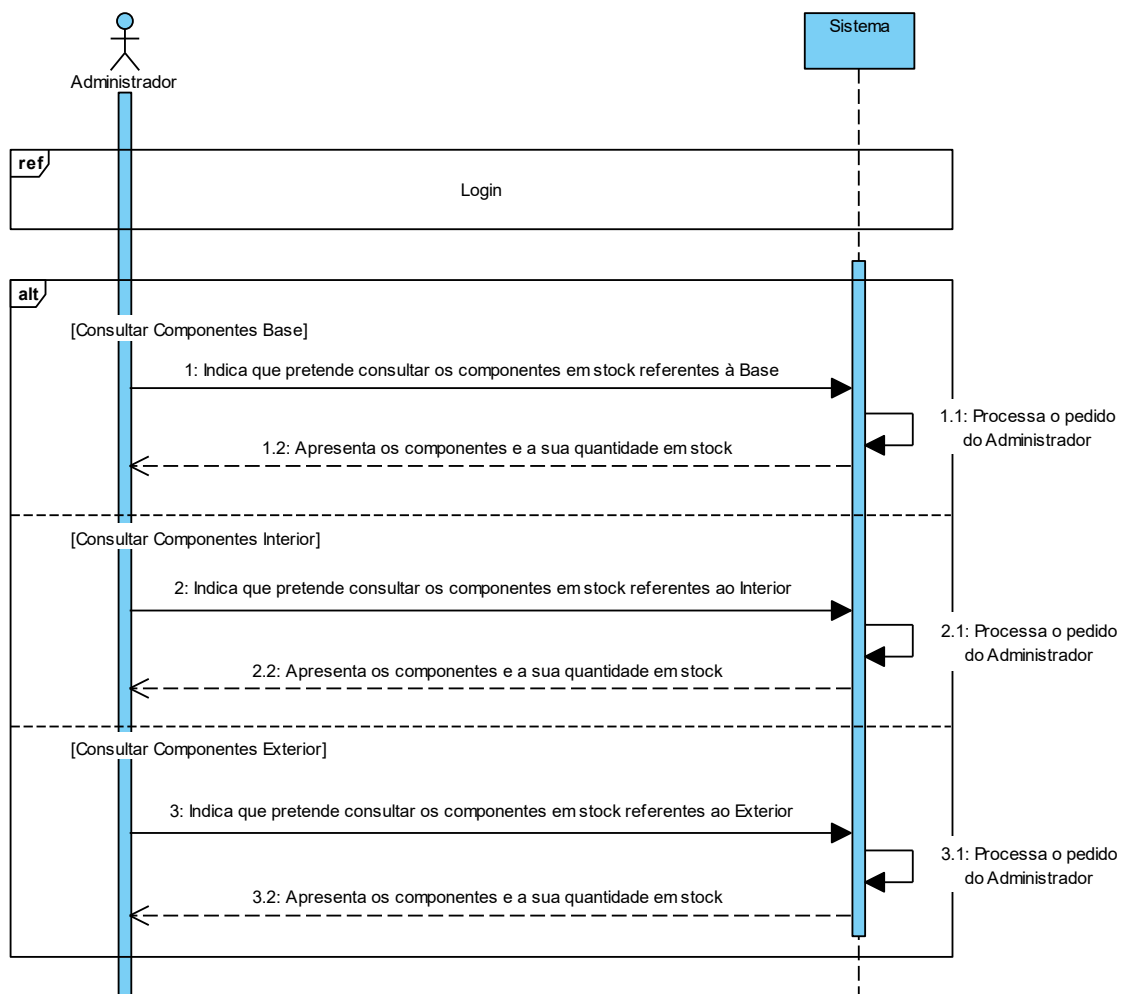 Sistema
Administrador
ref
Login
alt
[Consultar Componentes Base]
1: Indica que pretende consultar os componentes em stock referentes à Base
1.1: Processa o pedido
do Administrador
1.2: Apresenta os componentes e a sua quantidade em stock
[Consultar Componentes Interior]
2: Indica que pretende consultar os componentes em stock referentes ao Interior
2.1: Processa o pedido
do Administrador
2.2: Apresenta os componentes e a sua quantidade em stock
[Consultar Componentes Exterior]
3: Indica que pretende consultar os componentes em stock referentes ao Exterior
3.1: Processa o pedido
do Administrador
3.2: Apresenta os componentes e a sua quantidade em stock